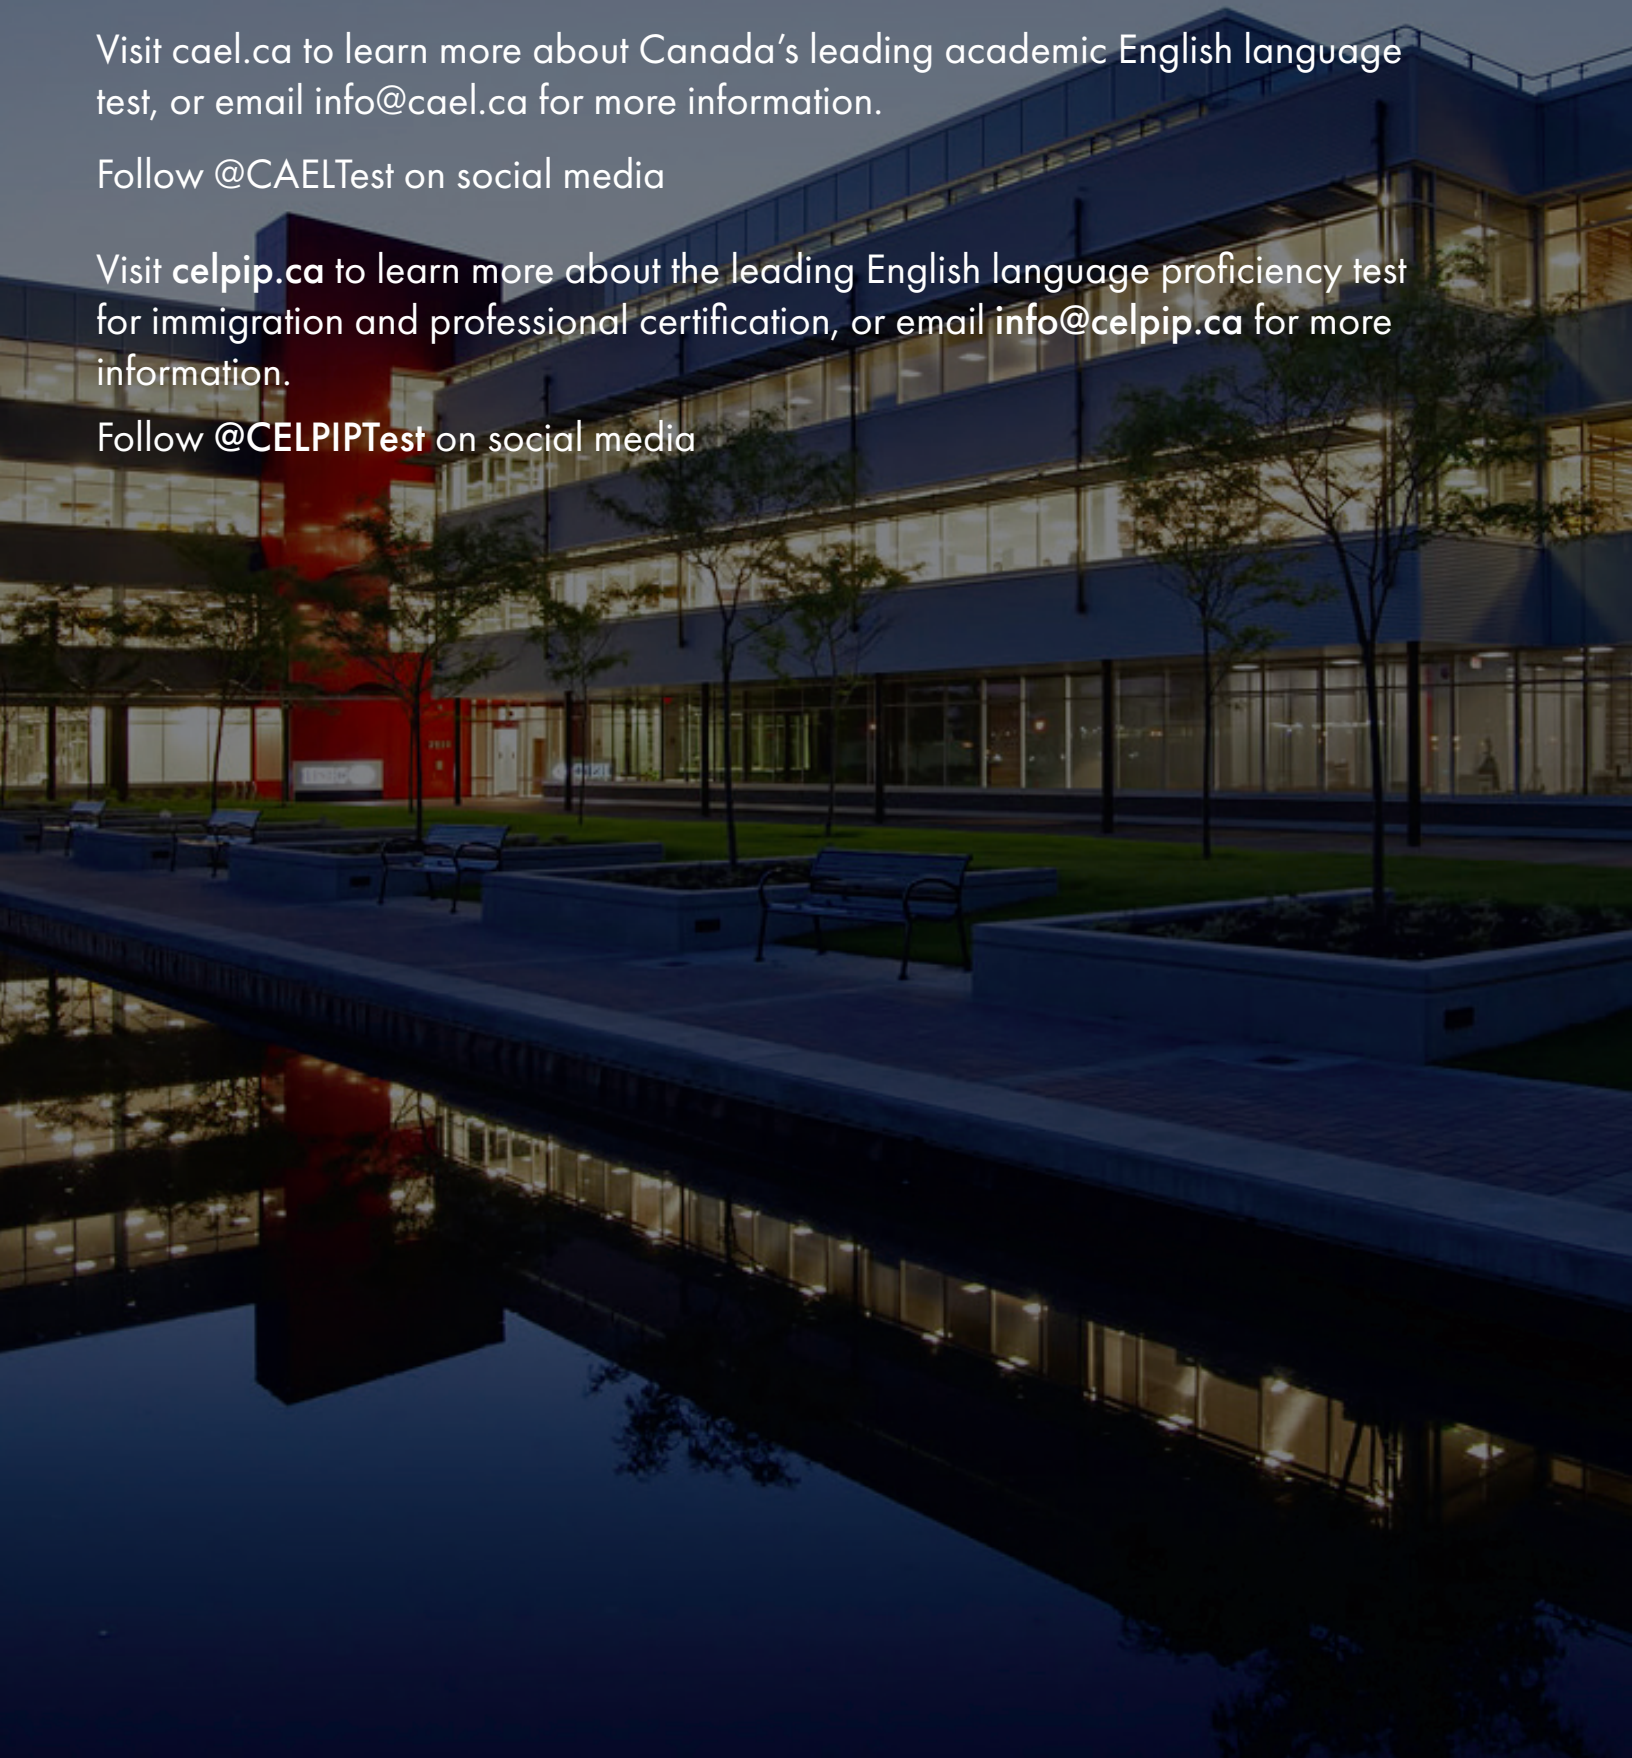 Visit cael.ca to learn more about Canada’s leading academic English language
test, or email info@cael.ca for more information.
Follow @CAELTest on social media
Visit celpip.ca to learn more about the leading English language proficiency test
for immigration and professional certification, or email info@celpip.ca for more
information.
Follow @CELPIPTest on social media